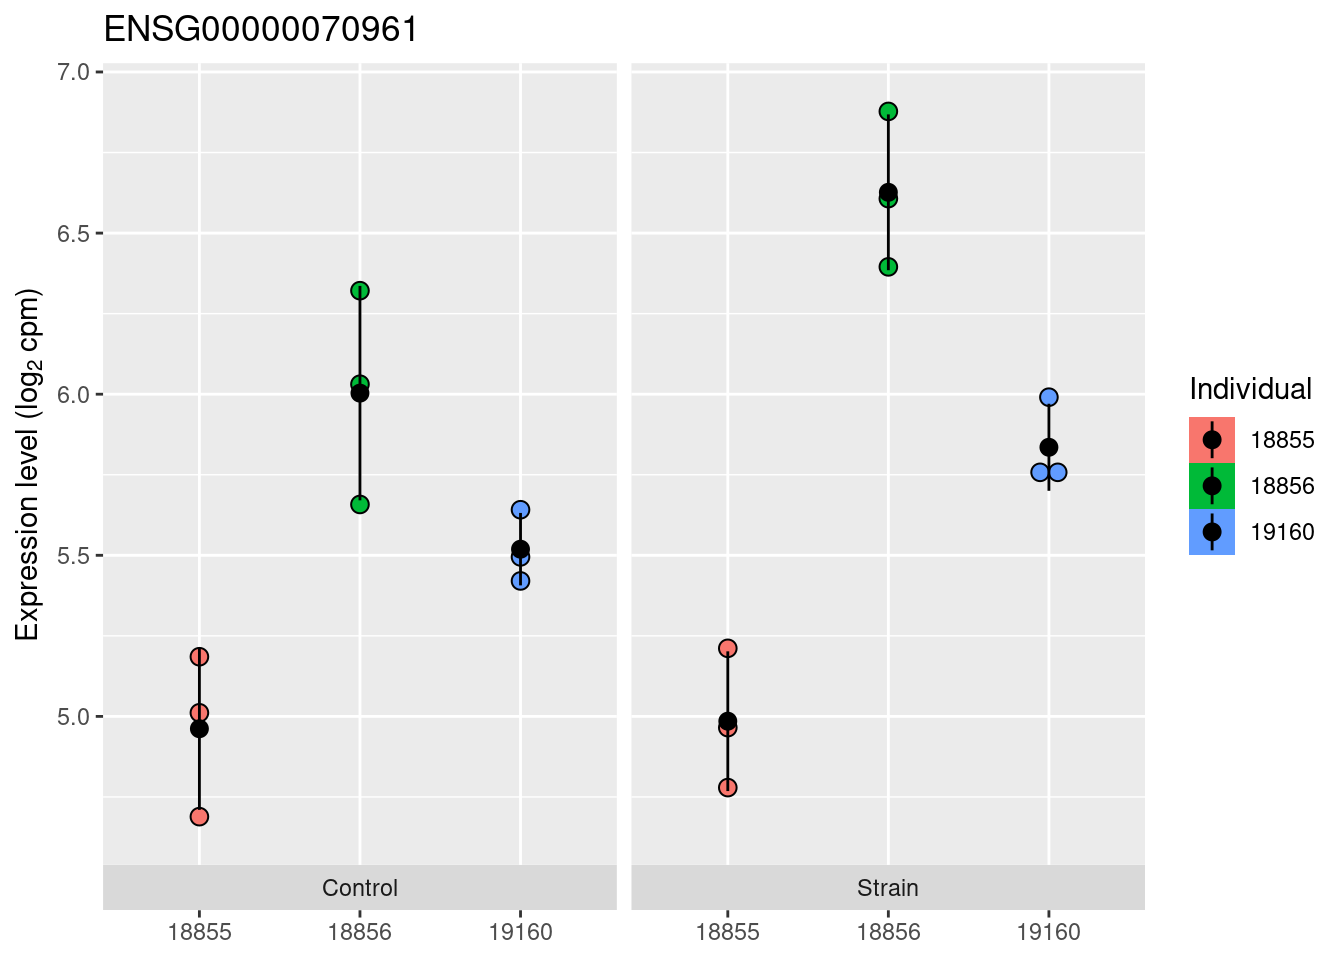 ENSG00000070961
Expression level (log₂ cpm)
7.0
6.5
6.0
5.5
5.0
Control
Strain
18855
18856
19160
18855
18856
19160
Individual
18855
18856
19160